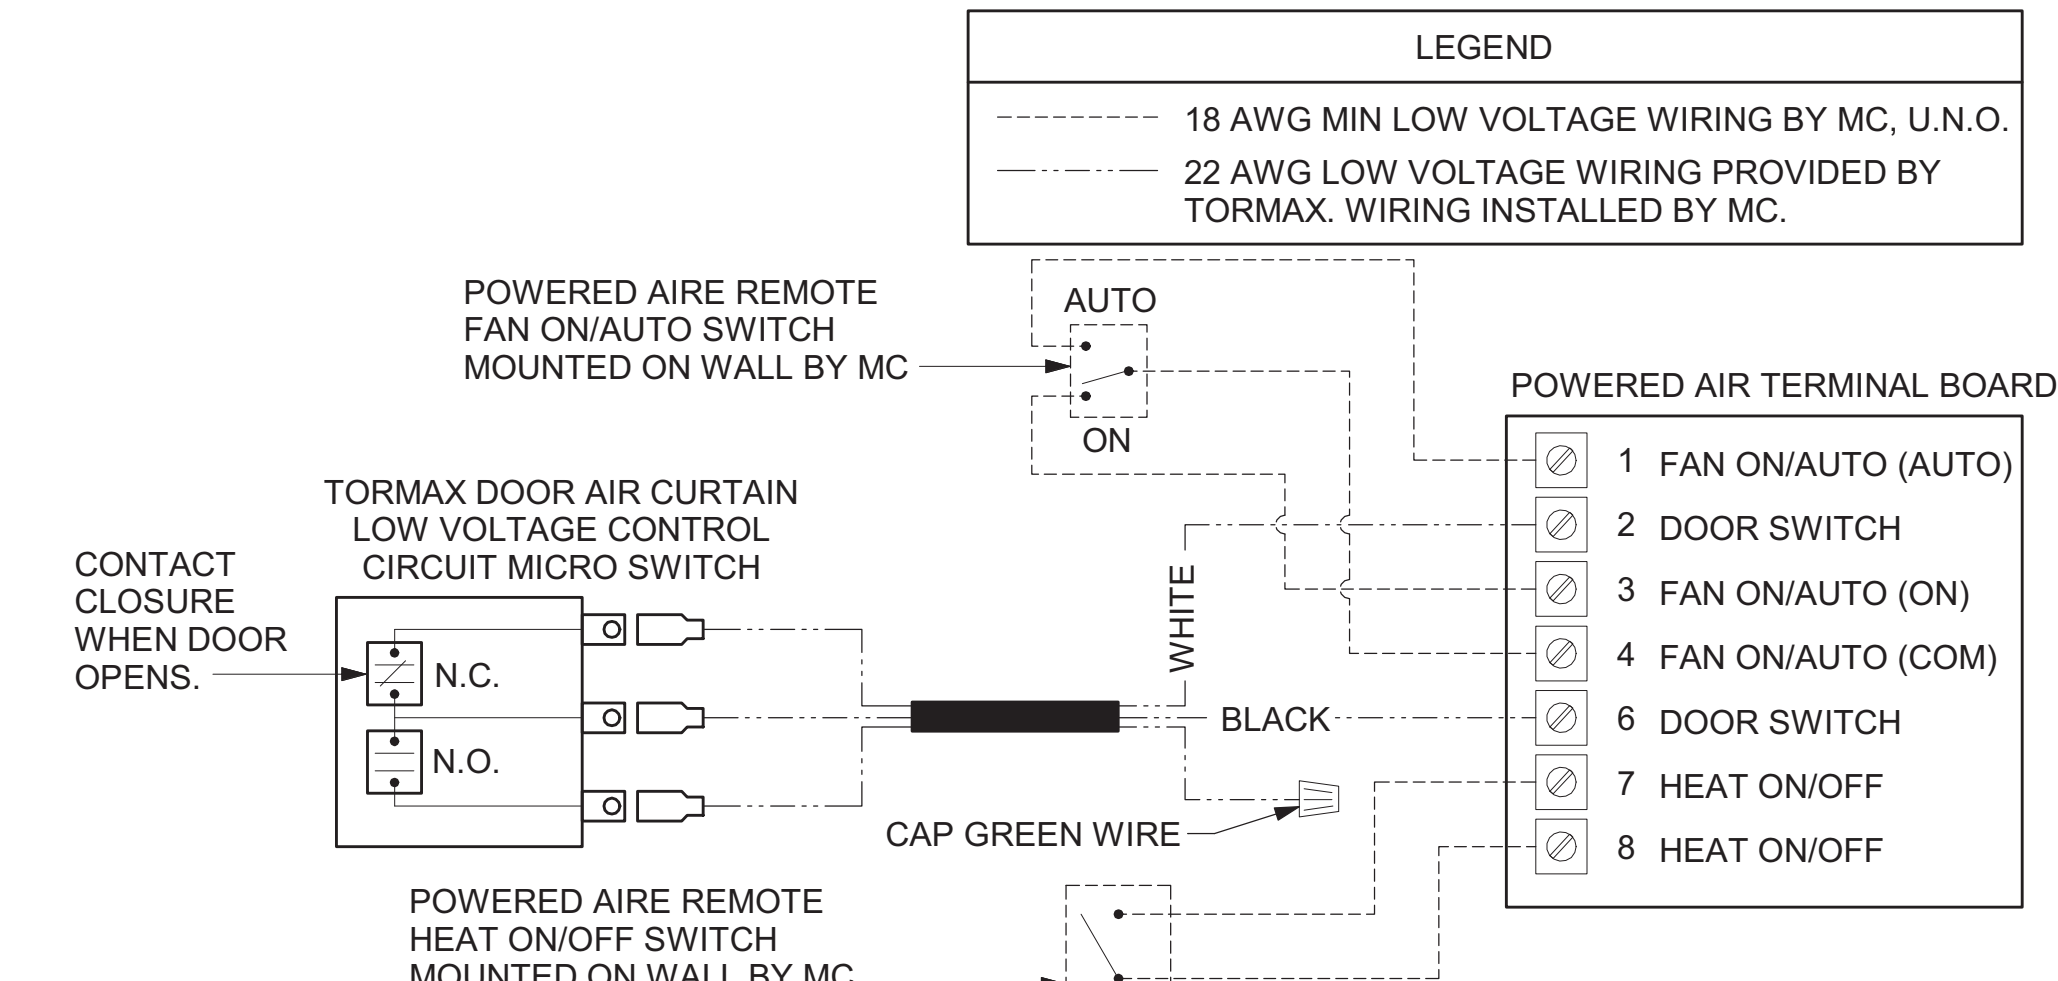 LEGEND
18 AWG MIN LOW VOLTAGE WIRING BY MC, U.N.O.
22 AWG LOW VOLTAGE WIRING PROVIDED BY
TORMAX. WIRING INSTALLED BY MC.
POWERED AIRE REMOTE
FAN ON/AUTO SWITCH
MOUNTED ON WALL BY MC
AUTO
ON
POWERED AIR TERMINAL BOARD
1 FAN ON/AUTO (AUTO)
2 DOOR SWITCH
3 FAN ON/AUTO (ON)
4 FAN ON/AUTO (COM)
6 DOOR SWITCH
7 HEAT ON/OFF
8 HEAT ON/OFF
TORMAX DOOR AIR CURTAIN
LOW VOLTAGE CONTROL
CIRCUIT MICRO SWITCH
CONTACT
CLOSURE
WHEN DOOR
OPENS.
N.C.
N.O.
WHITE
BLACK
CAP GREEN WIRE
POWERED AIRE REMOTE
HEAT ON/OFF SWITCH
MOUNTED ON WALL BY MC